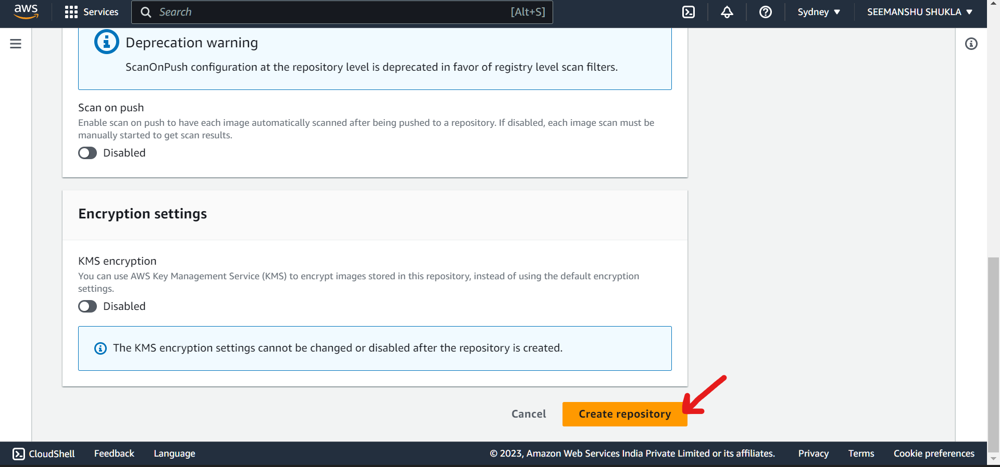 aws
Services
Search
[Alt+S]
Sydney
SEEMANSHU SHUKLA
Deprecation warning
ScanOnPush configuration at the repository level is deprecated in favor of registry level scan filters.
Scan on push
Enable scan on push to have each image automatically scanned after being pushed to a repository. If disabled, each image scan must be
manually started to get scan results.
Disabled
Encryption settings
KMS encryption
You can use AWS Key Management Service (KMS) to encrypt images stored in this repository, instead of using the default encryption
settings.
Disabled
The KMS encryption settings cannot be changed or disabled after the repository is created.
Cancel
Create repository
CloudShell
Feedback
Language
© 2023, Amazon Web Services India Private Limited or its affiliates.
Privacy
Terms
Cookie preferences